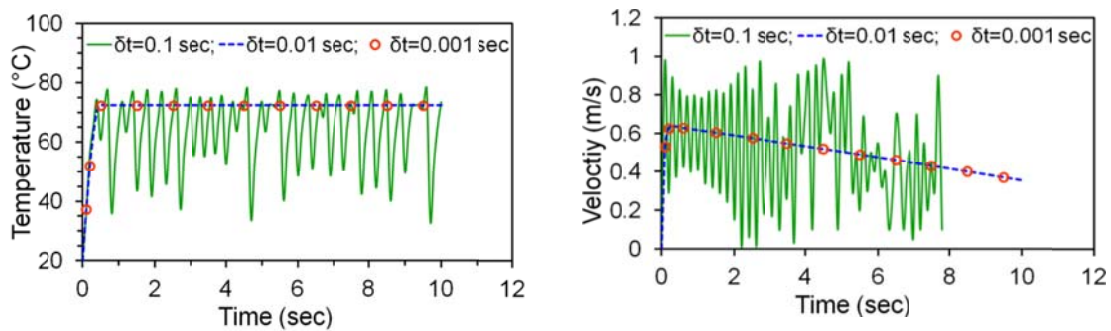 100
80
60
40
20
Temperature (°C)
δt=0.1 sec; δt=0.01 sec; δt=0.001 sec
0 2 4 6 8 10 12
Time (sec)
1.2
1
0.8
0.6
0.4
0.2
0
Veloctiy (m/s)
δt=0.1 sec; δt=0.01 sec; δt=0.001 sec
0 2 4 6 8 10 12
Time (sec)